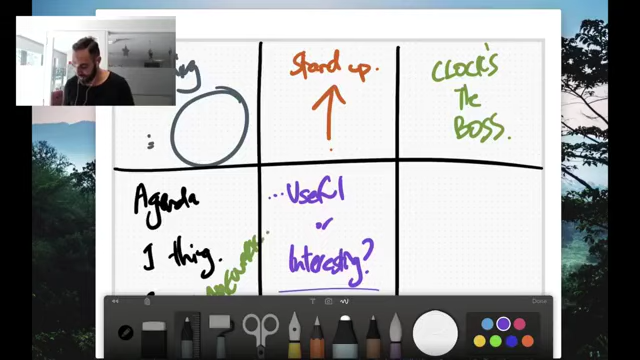 Stand up.
CLOCK'S
The
BOSS.
Agenda
1 thing.
...Useful
or
Interesting?
Done